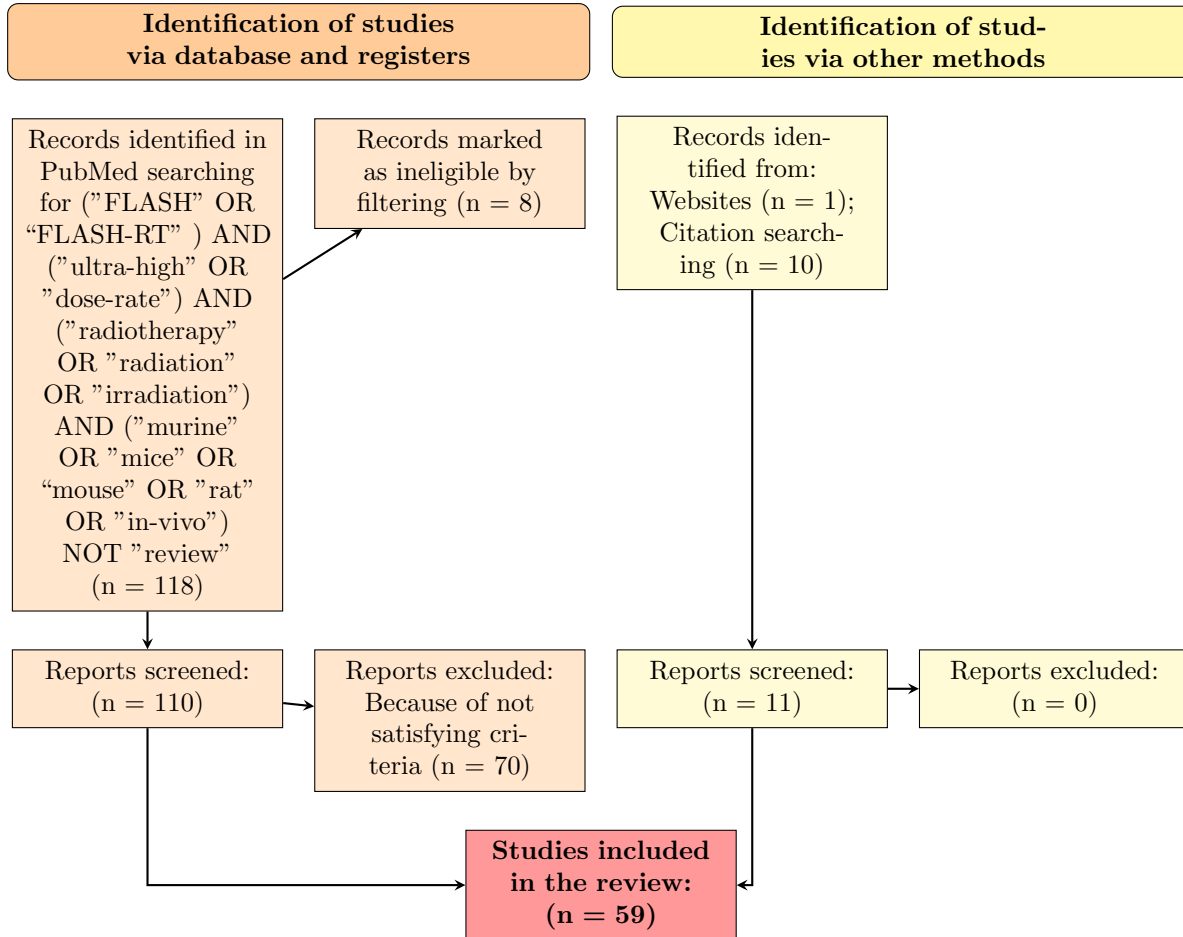 Identification of studies
via database and registers
Identification of stud-
ies via other methods
Records identified in
PubMed searching
for ("FLASH" OR
“FLASH-RT” ) AND
("ultra-high" OR
"dose-rate") AND
("radiotherapy"
OR "radiation"
OR "irradiation")
AND ("murine"
OR "mice" OR
“mouse” OR "rat"
OR "in-vivo")
NOT "review"
(n = 118)
Records marked
as ineligible by
filtering (n = 8)
Records iden-
tified from:
Websites (n = 1);
Citation search-
ing (n = 10)
Reports screened:
(n = 110)
Reports excluded:
Because of not
satisfying cri-
teria (n = 70)
Reports screened:
(n = 11)
Reports excluded:
(n = 0)
Studies included
in the review:
(n = 59)